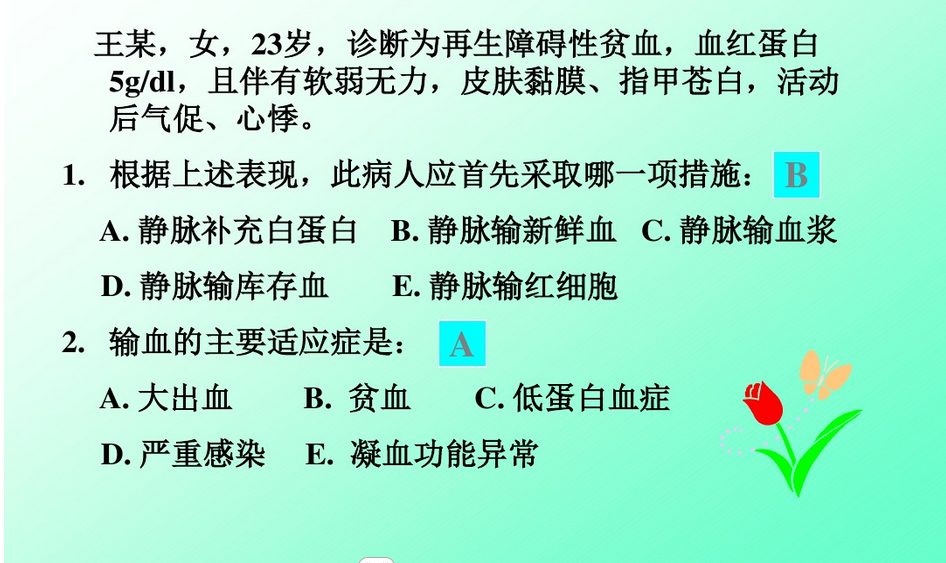 王某，女，23岁，诊断为再生障碍性贫血，血红蛋白
5g/dl，且伴有软弱无力，皮肤黏膜、指甲苍白，活动
后气促、心悸。
1. 根据上述表现，此病人应首先采取哪一项措施： B
A. 静脉补充白蛋白 B. 静脉输新鲜血 C. 静脉输血浆
D. 静脉输库存血 E. 静脉输红细胞
2. 输血的主要适应症是： A
A. 大出血 B. 贫血 C. 低蛋白血症
D. 严重感染 E. 凝血功能异常